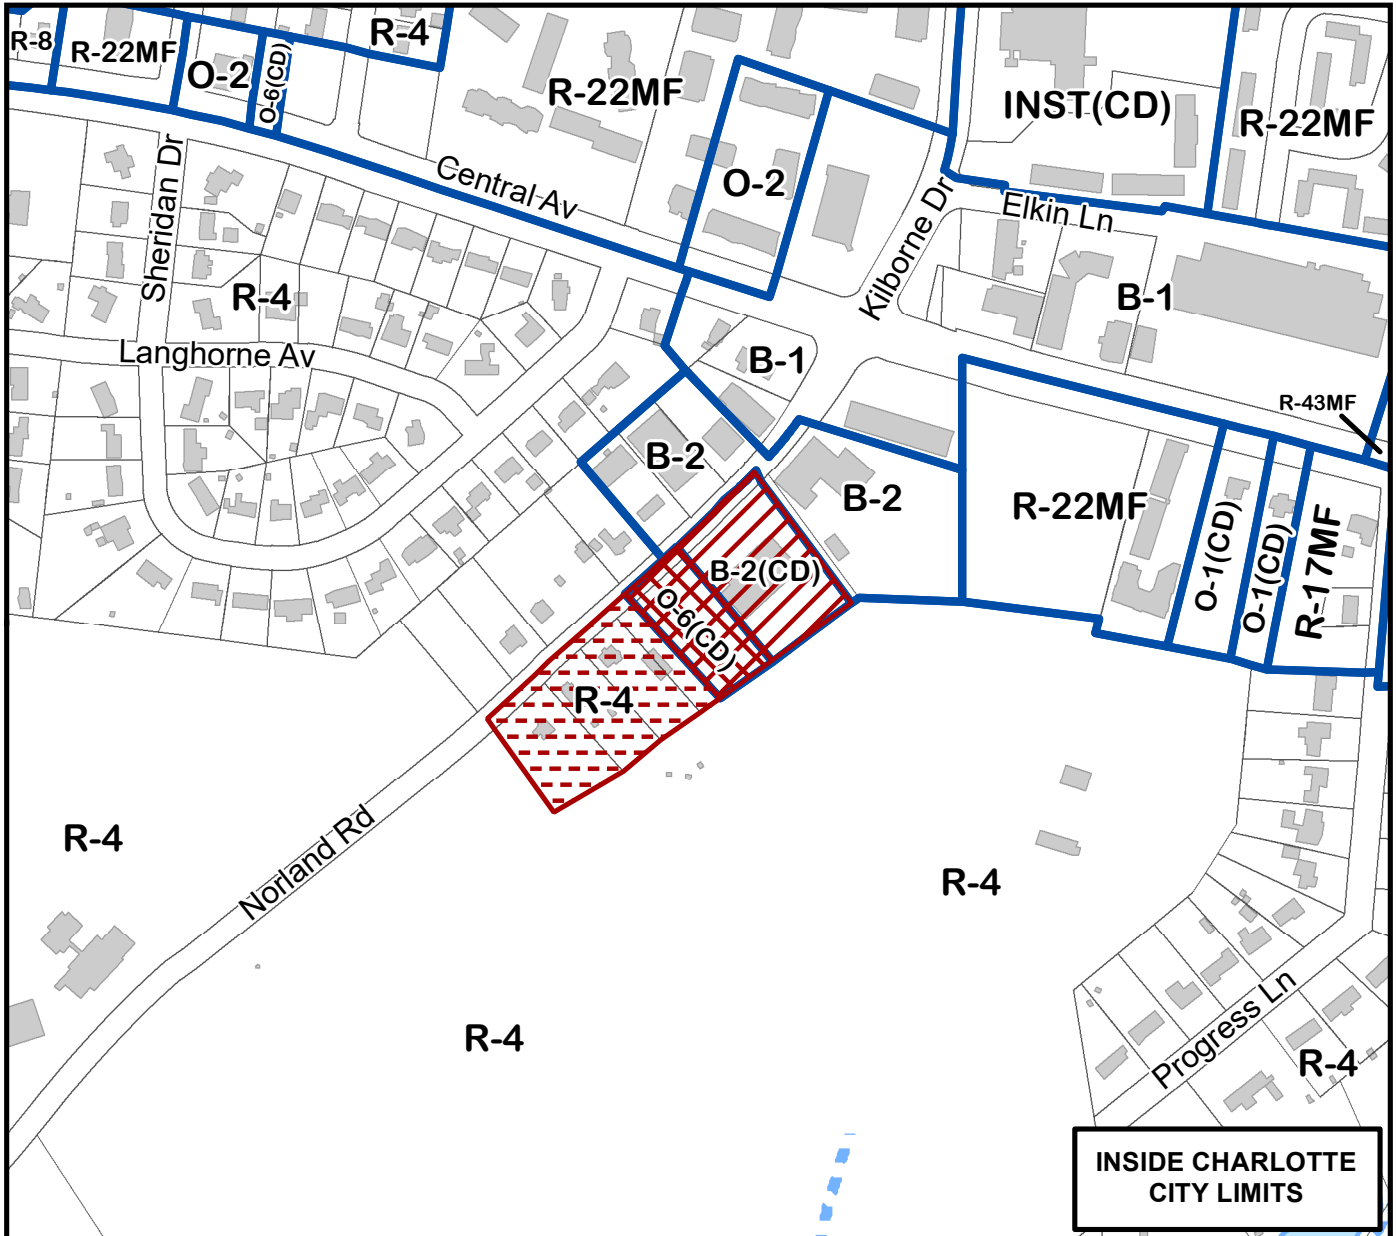 R-8
R-22MF
O-2
O-6(CD)
R-4
R-22MF
O-2
INST(CD)
R-22MF
Central Av
Sheridan Dr
Kilborne Dr
Elkin Ln
R-4
B-1
Langhorne Av
B-1
R-43MF
B-2
B-2
R-22MF
O-1(CD)
O-1(CD)
R-17MF
B-2(CD)
O-6(CD)
R-4
Norland Rd
R-4
R-4
R-4
Progress Ln
R-4
INSIDE CHARLOTTE
CITY LIMITS